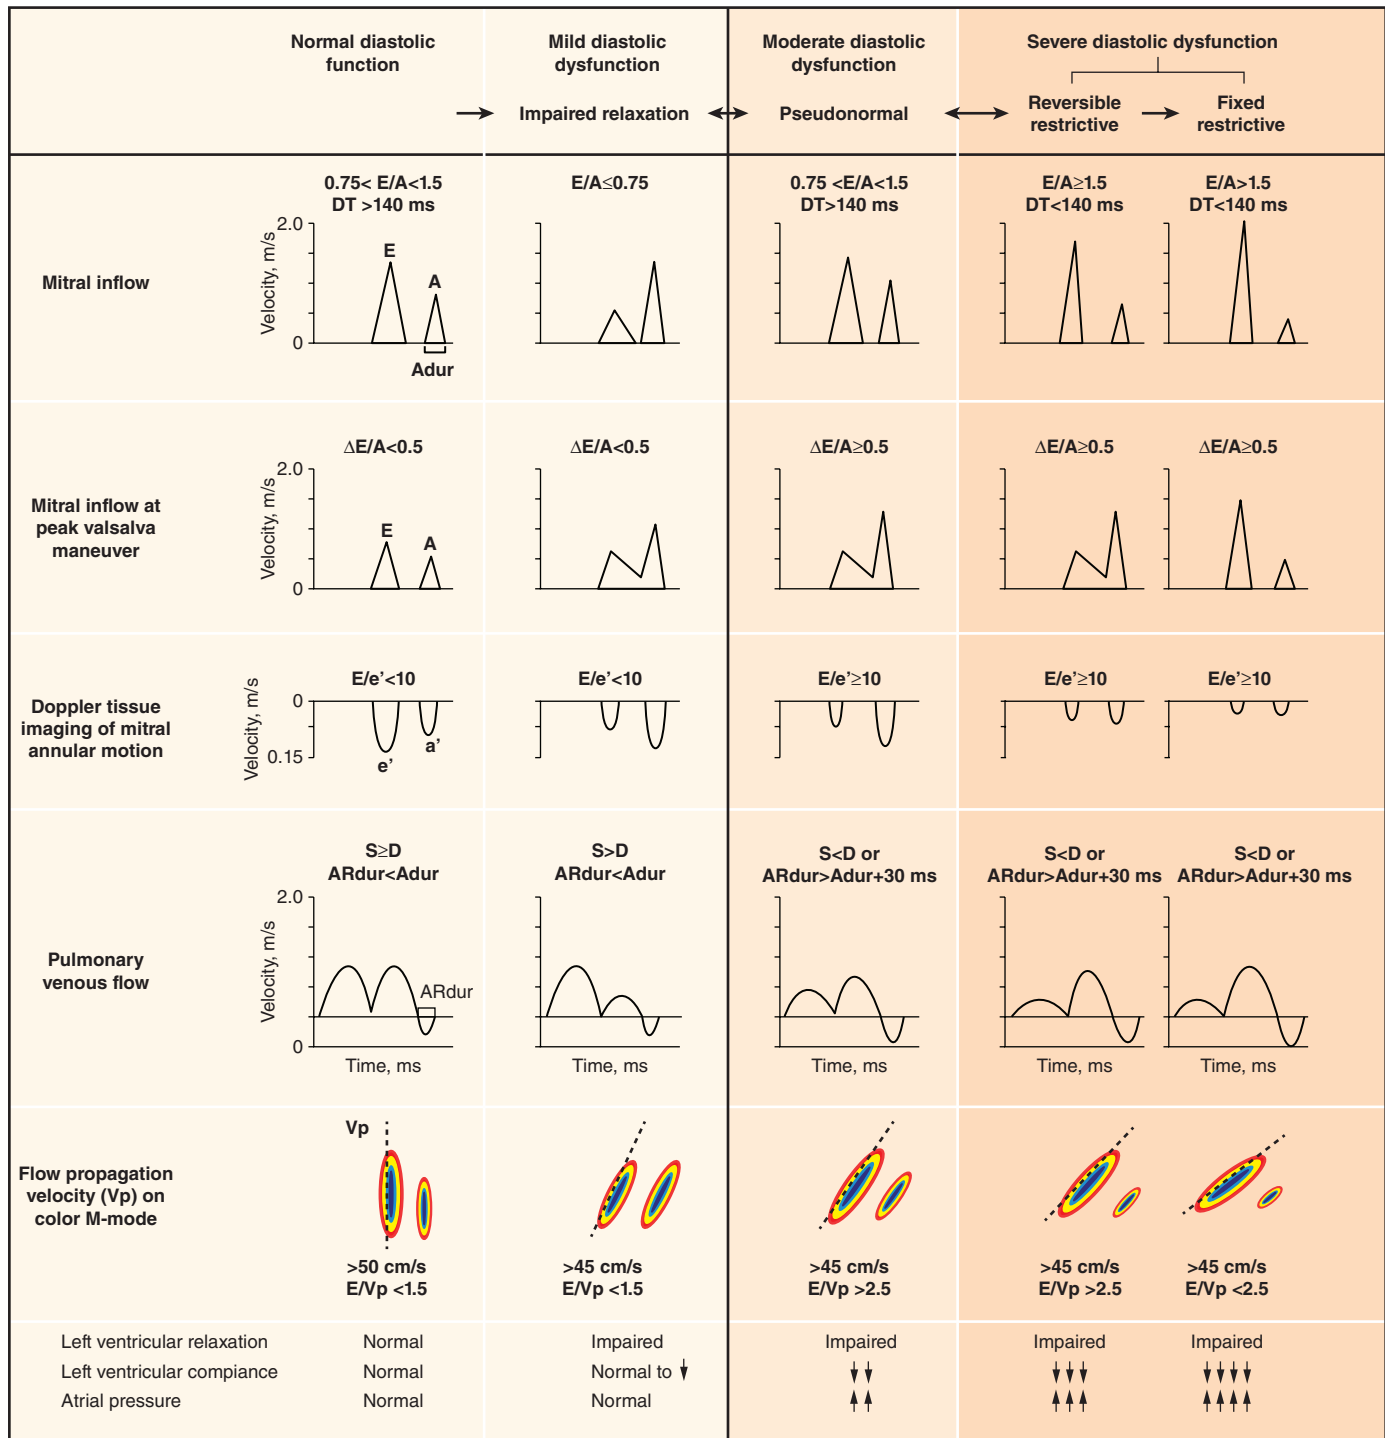 Normal diastolic
function
Mild diastolic
dysfunction
Moderate diastolic
dysfunction
Severe diastolic dysfunction
Impaired relaxation
Pseudonormal
Reversible
restrictive
Fixed
restrictive
Mitral inflow
0.75< E/A<1.5
DT >140 ms
E/A≤0.75
0.75 <E/A<1.5
DT>140 ms
E/A≥1.5
DT<140 ms
E/A>1.5
DT<140 ms
Velocity, m/s
2.0
0
E
A
Adur
Mitral inflow at
peak valsalva
maneuver
ΔE/A<0.5
ΔE/A<0.5
ΔE/A≥0.5
ΔE/A≥0.5
ΔE/A≥0.5
Velocity, m/s
2.0
0
E
A
Doppler tissue
imaging of mitral
annular motion
E/e’<10
E/e’<10
E/e’≥10
E/e’≥10
E/e’≥10
Velocity, m/s
0
0.15
e’
a’
Pulmonary
venous flow
S≥D
ARdur<Adur
S>D
ARdur<Adur
S<D or
ARdur>Adur+30 ms
S<D or
ARdur>Adur+30 ms
S<D or
ARdur>Adur+30 ms
Velocity, m/s
2.0
0
ARdur
Time, ms
Time, ms
Time, ms
Time, ms
Time, ms
Flow propagation
velocity (Vp) on
color M-mode
Vp
>50 cm/s
E/Vp <1.5
>45 cm/s
E/Vp <1.5
>45 cm/s
E/Vp >2.5
>45 cm/s
E/Vp >2.5
>45 cm/s
E/Vp <2.5
Left ventricular relaxation Normal Impaired Impaired Impaired Impaired
Left ventricular compiance Normal Normal to ↓ ↓↓ ↓↓↓ ↓↓↓↓
Atrial pressure Normal Normal ↑↑ ↑↑↑ ↑↑↑↑